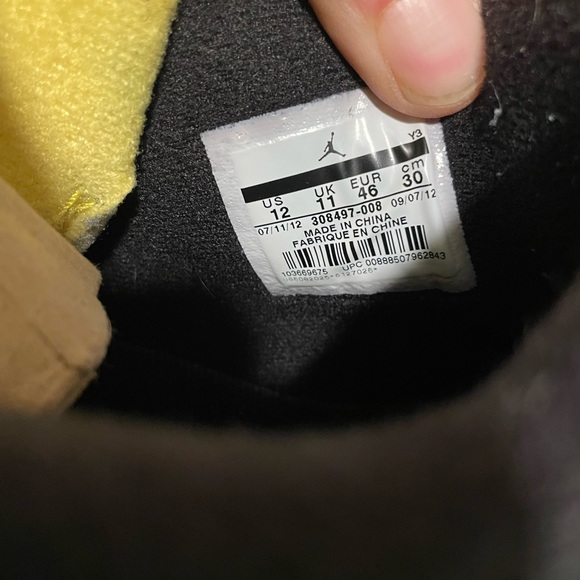 Y3
US UK EUR cm
12 11 46 30
07/11/12 308497-008 09/07/12
MADE IN CHINA
FABRIQUE EN CHINE
103669675 UPC 00888507962843